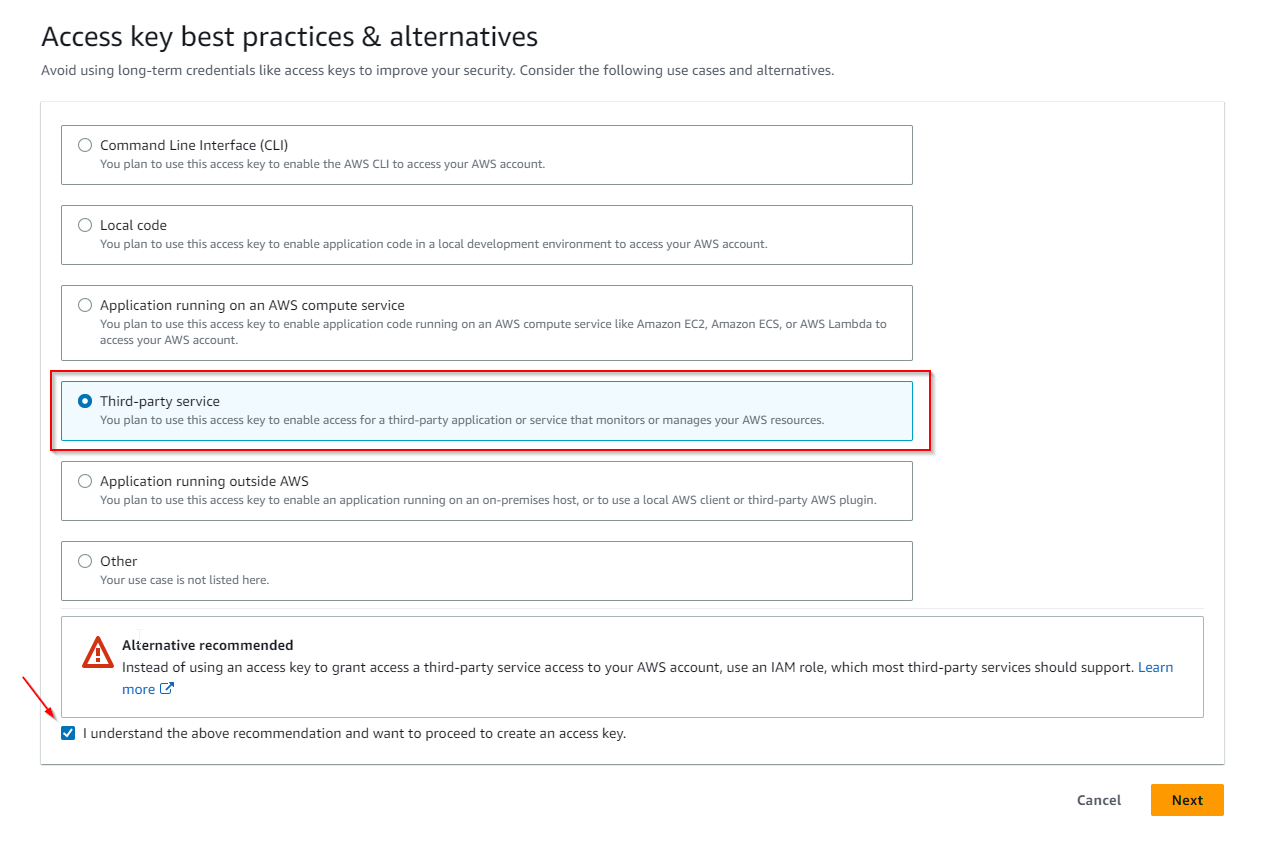 Access key best practices & alternatives
Avoid using long-term credentials like access keys to improve your security. Consider the following use cases and alternatives.
Command Line Interface (CLI)
You plan to use this access key to enable the AWS CLI to access your AWS account.
Local code
You plan to use this access key to enable application code in a local development environment to access your AWS account.
Application running on an AWS compute service
You plan to use this access key to enable application code running on an AWS compute service like Amazon EC2, Amazon ECS, or AWS Lambda to
access your AWS account.
Third-party service
You plan to use this access key to enable access for a third-party application or service that monitors or manages your AWS resources.
Application running outside AWS
You plan to use this access key to enable an application running on an on-premises host, or to use a local AWS client or third-party AWS plugin.
Other
Your use case is not listed here.
Alternative recommended
Instead of using an access key to grant access a third-party service access to your AWS account, use an IAM role, which most third-party services should support. Learn
more
I understand the above recommendation and want to proceed to create an access key.
Cancel
Next